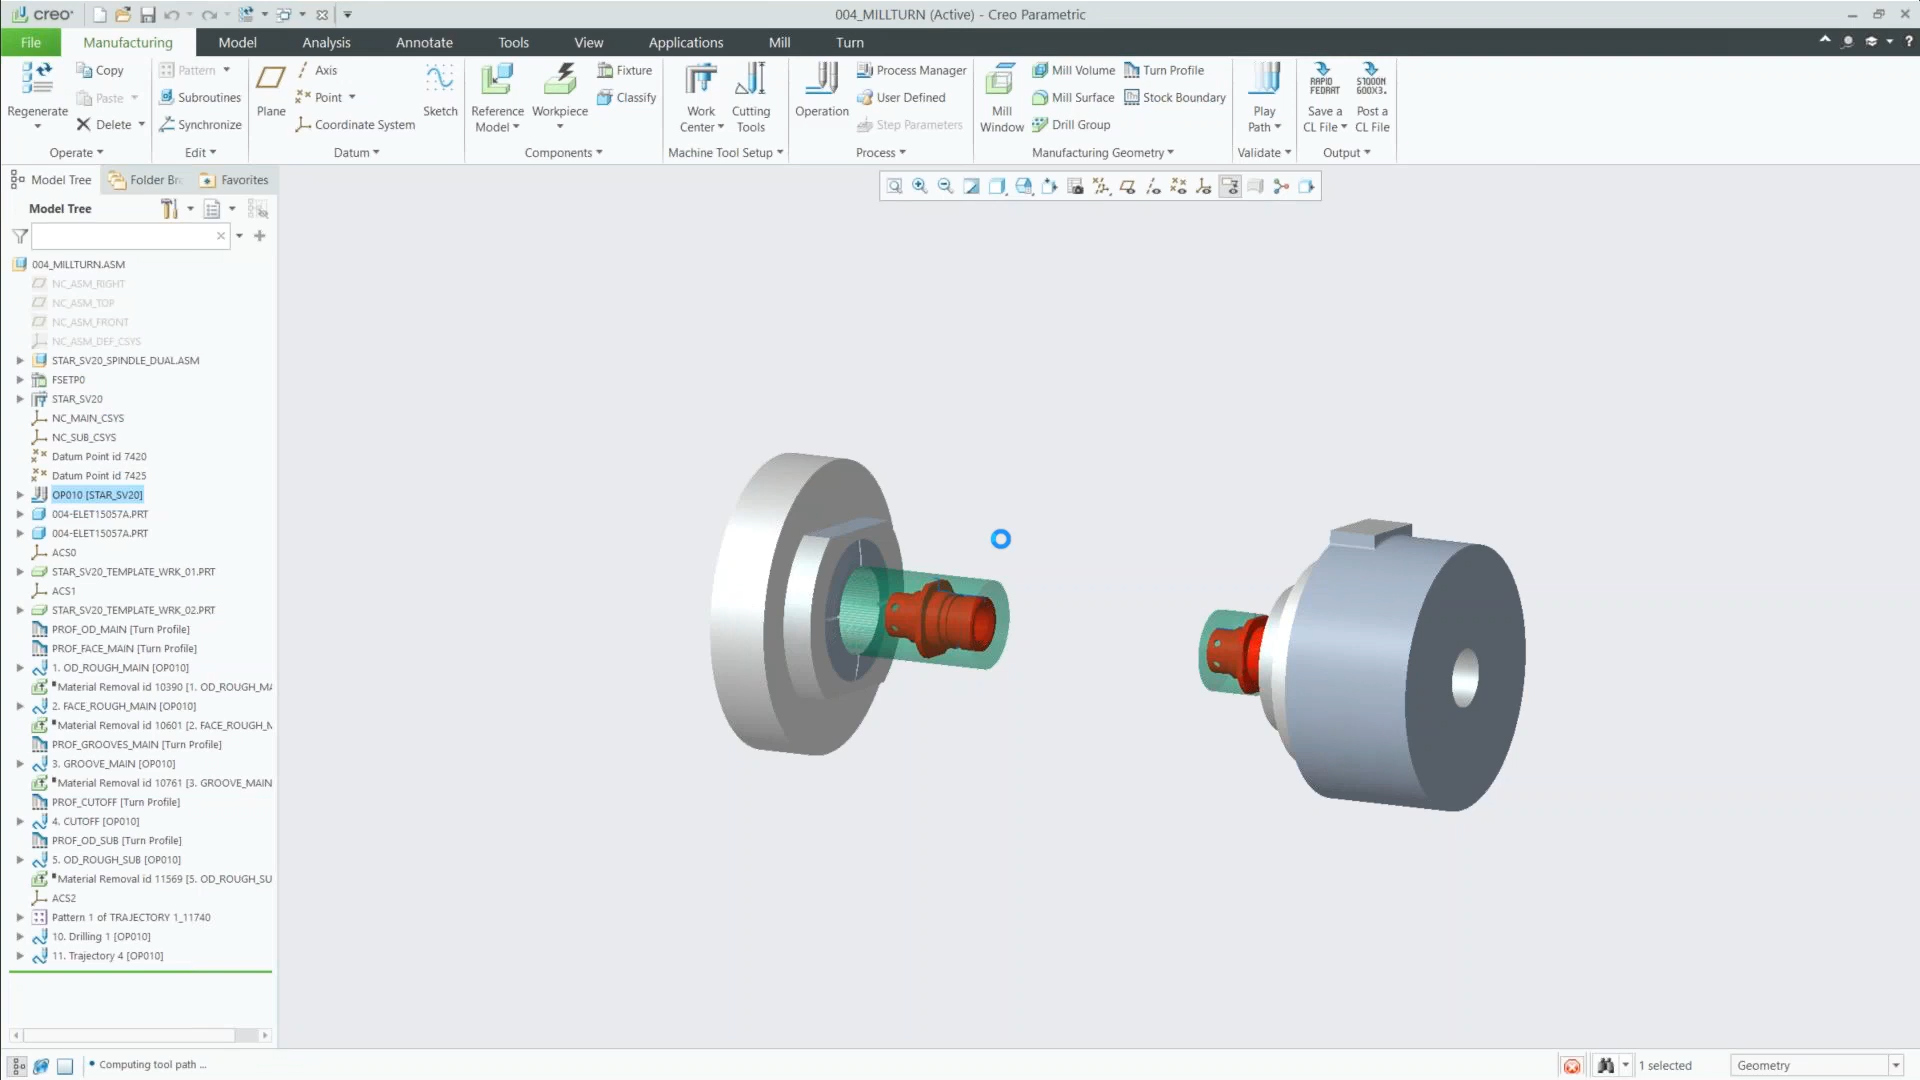 creo
004_MILLTURN (Active) - Creo Parametric
File
Manufacturing
Model
Analysis
Annotate
Tools
View
Applications
Mill
Turn
Regenerate
Copy
Paste
Delete
Operate
Pattern
Subroutines
Synchronize
Edit
Plane
Axis
Point
Coordinate System
Sketch
Datum
Reference
Model
Workpiece
Fixture
Classify
Components
Work
Center
Cutting
Tools
Machine Tool Setup
Operation
Process Manager
User Defined
Step Parameters
Process
Mill
Window
Mill Volume
Mill Surface
Drill Group
Turn Profile
Stock Boundary
Manufacturing Geometry
Play
Path
Validate
RAPID
FEDRAT
Save a
CL File
S1000M
G00X3.
Post a
CL File
Output
Model Tree
Folder Br
Favorites
Model Tree
004_MILLTURN.ASM
NC_ASM_RIGHT
NC_ASM_TOP
NC_ASM_FRONT
NC_ASM_DEF_CSYS
STAR_SV20_SPINDLE_DUAL.ASM
FSETP0
STAR_SV20
NC_MAIN_CSYS
NC_SUB_CSYS
Datum Point id 7420
Datum Point id 7425
OP010 [STAR_SV20]
004-ELET15057A.PRT
004-ELET15057A.PRT
ACS0
STAR_SV20_TEMPLATE_WRK_01.PRT
ACS1
STAR_SV20_TEMPLATE_WRK_02.PRT
PROF_OD_MAIN [Turn Profile]
PROF_FACE_MAIN [Turn Profile]
1. OD_ROUGH_MAIN [OP010]
Material Removal id 10390 [1. OD_ROUGH_MA
2. FACE_ROUGH_MAIN [OP010]
Material Removal id 10601 [2. FACE_ROUGH_M
PROF_GROOVES_MAIN [Turn Profile]
3. GROOVE_MAIN [OP010]
Material Removal id 10761 [3. GROOVE_MAIN
PROF_CUTOFF [Turn Profile]
4. CUTOFF [OP010]
PROF_OD_SUB [Turn Profile]
5. OD_ROUGH_SUB [OP010]
Material Removal id 11569 [5. OD_ROUGH_SU
ACS2
Pattern 1 of TRAJECTORY 1_11740
10. Drilling 1 [OP010]
11. Trajectory 4 [OP010]
Computing tool path ...
1 selected
Geometry